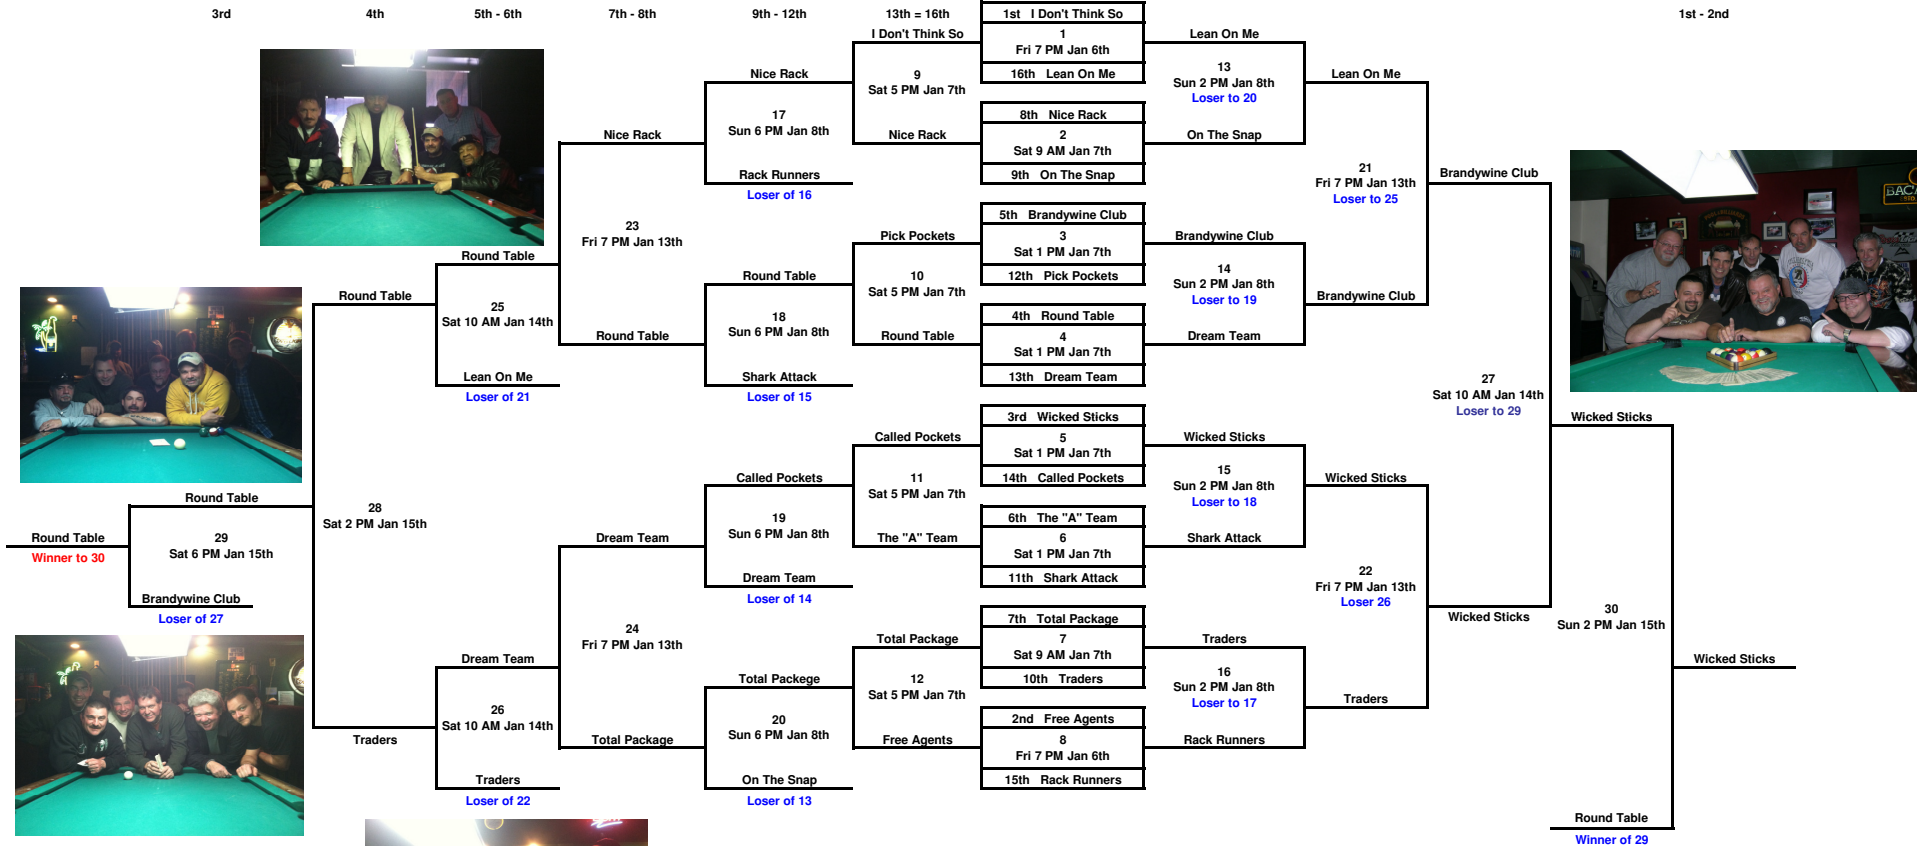 3rd
4th
5th - 6th
7th - 8th
9th - 12th
13th = 16th
1st - 2nd
1st I Don't Think So
1
Fri 7 PM Jan 6th
16th Lean On Me
8th Nice Rack
2
Sat 9 AM Jan 7th
9th On The Snap
5th Brandywine Club
3
Sat 1 PM Jan 7th
12th Pick Pockets
4th Round Table
4
Sat 1 PM Jan 7th
13th Dream Team
3rd Wicked Sticks
5
Sat 1 PM Jan 7th
14th Called Pockets
6th The "A" Team
6
Sat 1 PM Jan 7th
11th Shark Attack
7th Total Package
7
Sat 9 AM Jan 7th
10th Traders
2nd Free Agents
8
Fri 7 PM Jan 6th
15th Rack Runners
Lean On Me
13
Sun 2 PM Jan 8th
Loser to 20
On The Snap
Brandywine Club
14
Sun 2 PM Jan 8th
Loser to 19
Dream Team
Wicked Sticks
15
Sun 2 PM Jan 8th
Loser to 18
Shark Attack
Traders
16
Sun 2 PM Jan 8th
Loser to 17
Rack Runners
Lean On Me
21
Fri 7 PM Jan 13th
Loser to 25
Brandywine Club
Wicked Sticks
22
Fri 7 PM Jan 13th
Loser 26
Traders
Brandywine Club
27
Sat 10 AM Jan 14th
Loser to 29
Wicked Sticks
Wicked Sticks
30
Sun 2 PM Jan 15th
Round Table
Winner of 29
Wicked Sticks
I Don't Think So
9
Sat 5 PM Jan 7th
Nice Rack
Pick Pockets
10
Sat 5 PM Jan 7th
Round Table
Called Pockets
11
Sat 5 PM Jan 7th
The "A" Team
Total Package
12
Sat 5 PM Jan 7th
Free Agents
Nice Rack
17
Sun 6 PM Jan 8th
Rack Runners
Loser of 16
Round Table
18
Sun 6 PM Jan 8th
Shark Attack
Loser of 15
Called Pockets
19
Sun 6 PM Jan 8th
Dream Team
Loser of 14
Total Packege
20
Sun 6 PM Jan 8th
On The Snap
Loser of 13
Nice Rack
23
Fri 7 PM Jan 13th
Round Table
Dream Team
24
Fri 7 PM Jan 13th
Total Package
Round Table
25
Sat 10 AM Jan 14th
Lean On Me
Loser of 21
Dream Team
26
Sat 10 AM Jan 14th
Traders
Loser of 22
Round Table
28
Sat 2 PM Jan 15th
Traders
Round Table
29
Sat 6 PM Jan 15th
Brandywine Club
Loser of 27
Round Table
Winner to 30